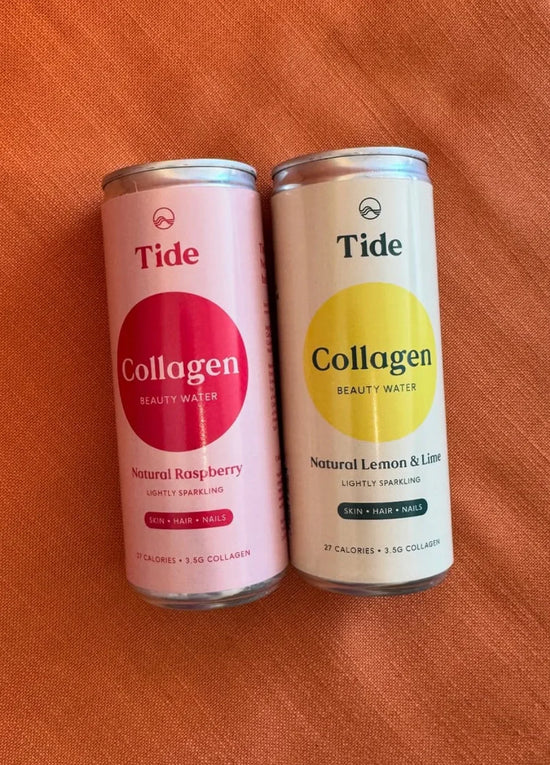 Tide
Collagen
BEAUTY WATER
Natural Raspberry
LIGHTLY SPARKLING
SKIN • HAIR • NAILS
27 CALORIES • 3.5G COLLAGEN
Tide
Collagen
BEAUTY WATER
Natural Lemon & Lime
LIGHTLY SPARKLING
SKIN • HAIR • NAILS
27 CALORIES • 3.5G COLLAGEN